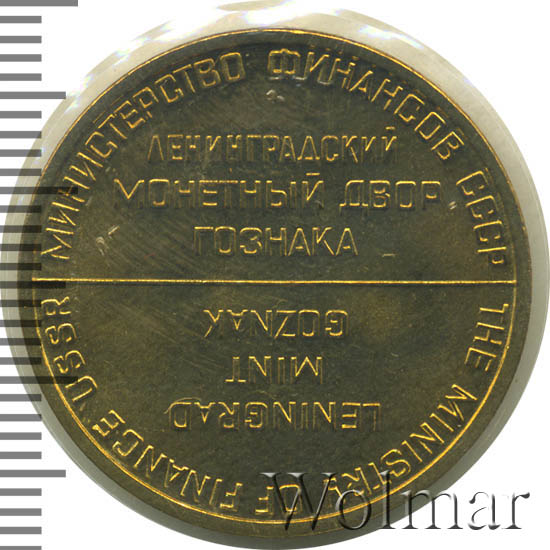 МИНИСТЕРСТВО ФИНАНСОВ СССР
ЛЕНИНГРАДСКИЙ
МОНЕТНЫЙ ДВОР
ГОЗНАКА
THE MINISTRY OF FINANCE USSR
LENINGRAD
MINT
GOZNAK
Wolmar